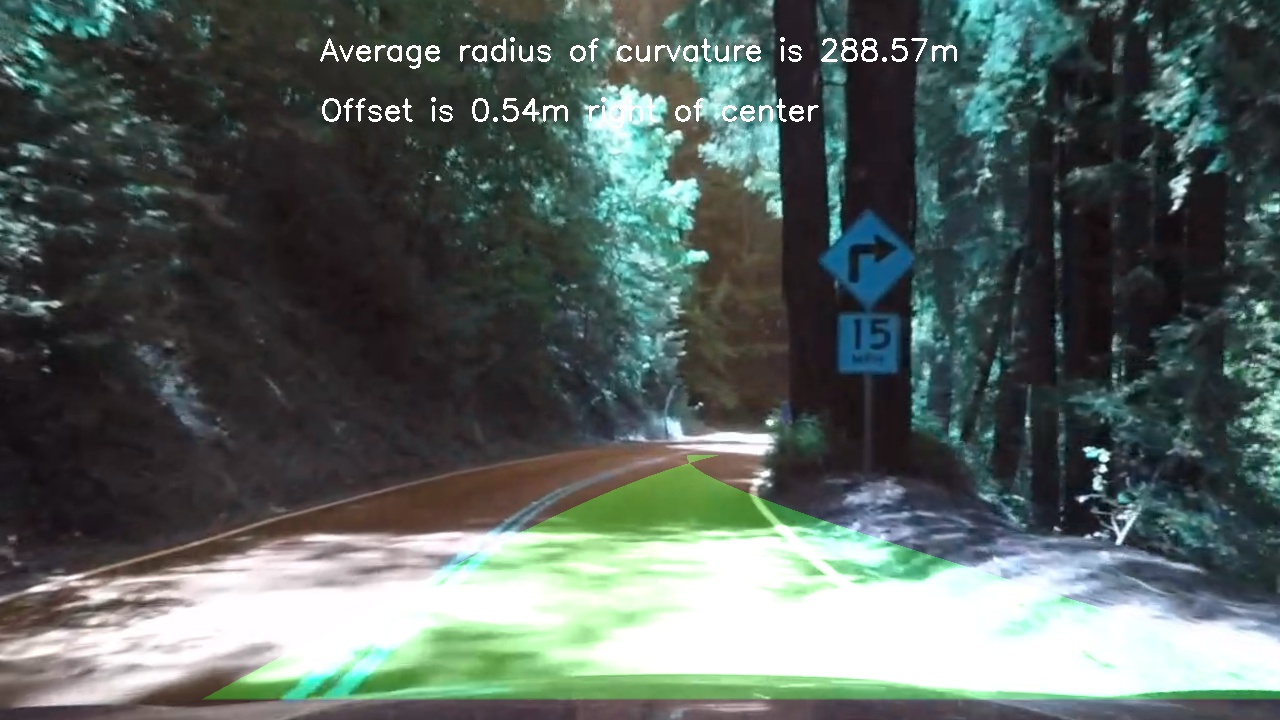 Average radius of curvature is 288.57m
Offset is 0.54m right of center
15
M.P.H.